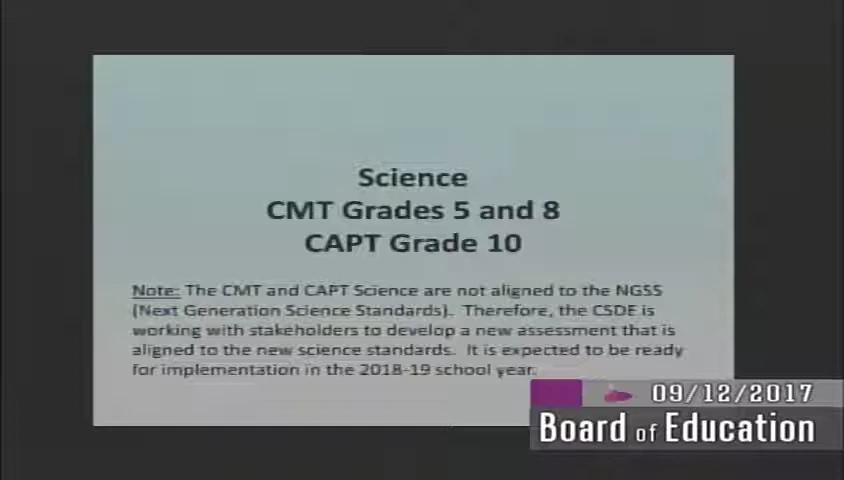 Science
CMT Grades 5 and 8
CAPT Grade 10
Note: The CMT and CAPT Science are not aligned to the NGSS
(Next Generation Science Standards). Therefore, the CSDE is
working with stakeholders to develop a new assessment that is
aligned to the new science standards. It is expected to be ready
for implementation in the 2018-19 school year.
09/12/2017
Board of Education